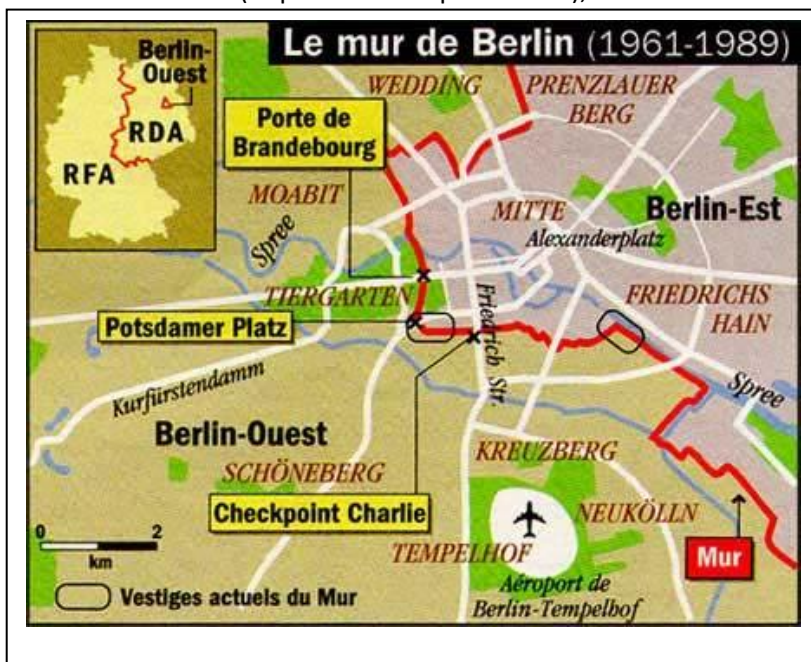 Le mur de Berlin (1961-1989)
Berlin-
Ouest
RDA
RFA
WEDDING
PRENZLAUER
BERG
Porte de
Brandebourg
MOABIT
MITTE
Berlin-Est
Alexanderplatz
Spree
TIERGARTEN
Friedrich Str.
FRIEDRICHS
HAIN
Potsdamer Platz
Kurfürstendamm
Spree
Berlin-Ouest
KREUZBERG
SCHÖNEBERG
Checkpoint Charlie
NEUKÖLLN
TEMPELHOF
Mur
0 2
km
Aéroport de
Berlin-Tempelhof
Vestiges actuels du Mur